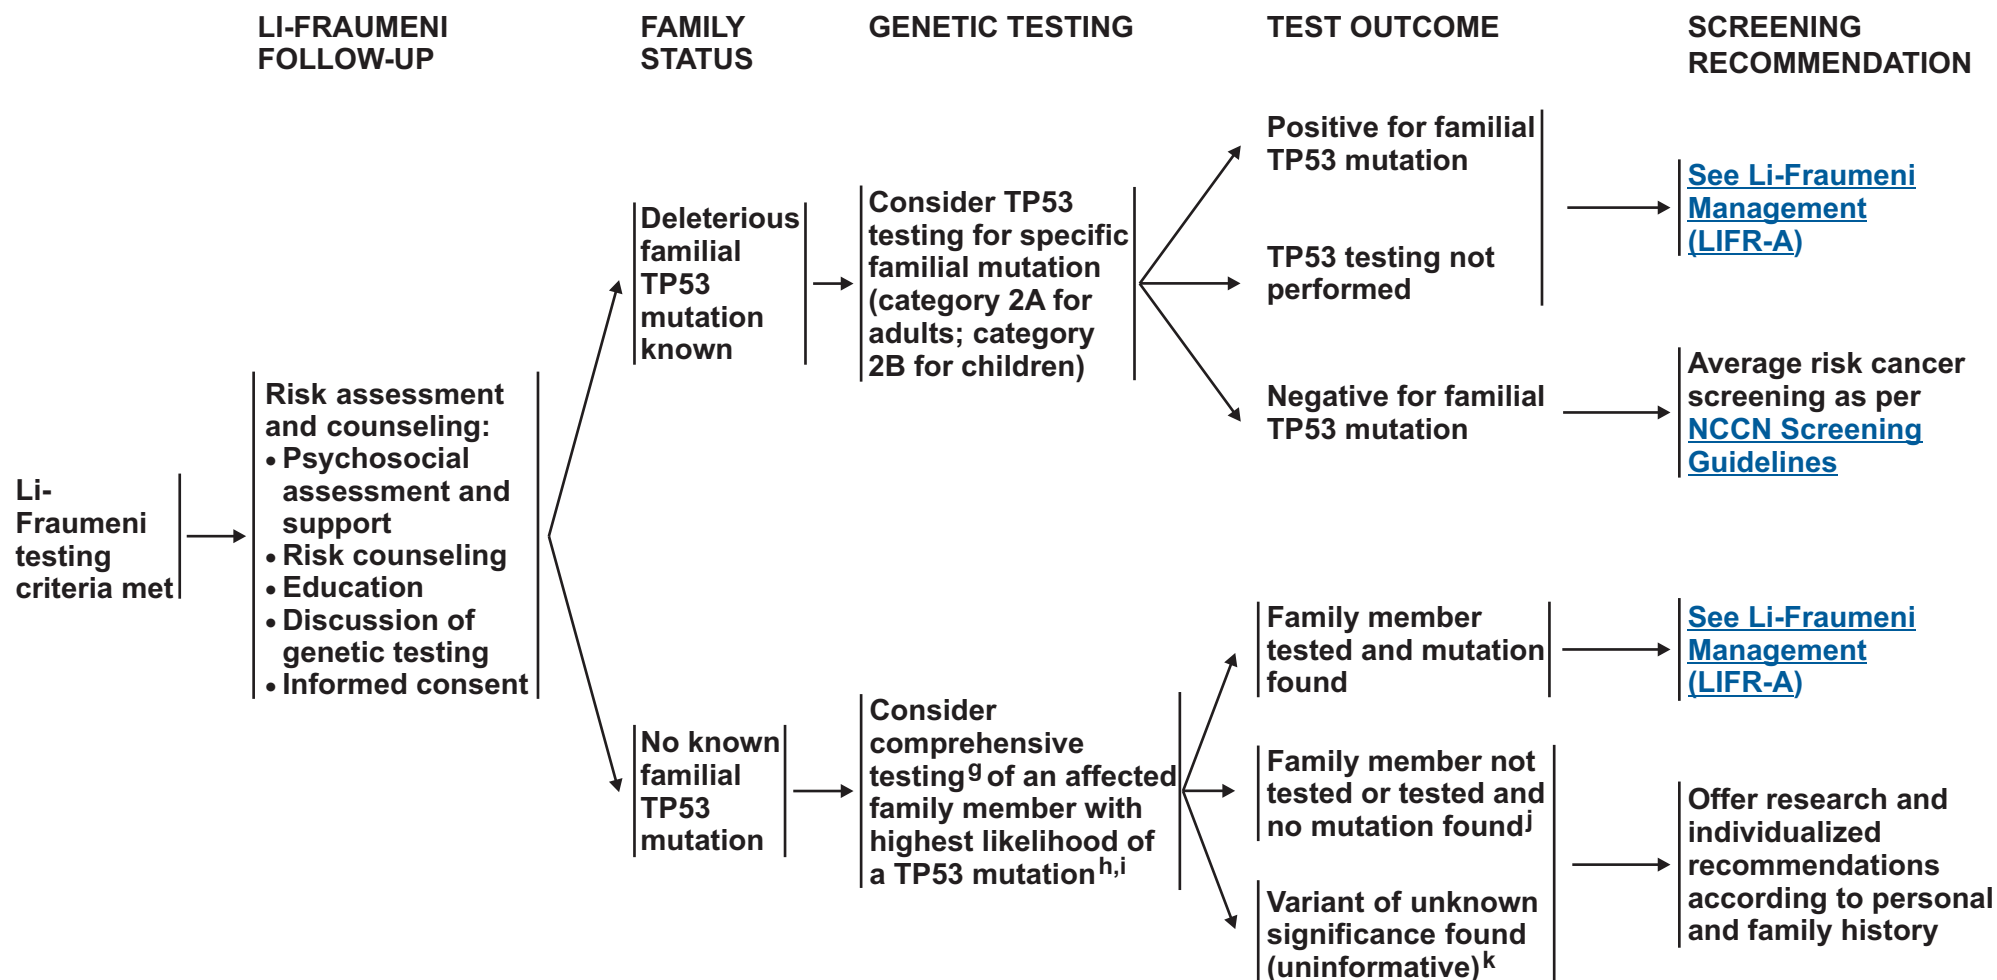 LI-FRAUMENI
FOLLOW-UP
FAMILY
STATUS
GENETIC TESTING
TEST OUTCOME
SCREENING
RECOMMENDATION
Li-
Fraumeni
testing
criteria met
Risk assessment
and counseling:
• Psychosocial
assessment and
support
• Risk counseling
• Education
• Discussion of
genetic testing
• Informed consent
Deleterious
familial
TP53
mutation
known
Consider TP53
testing for specific
familial mutation
(category 2A for
adults; category
2B for children)
Positive for familial
TP53 mutation
TP53 testing not
performed
See Li-Fraumeni
Management
(LIFR-A)
Negative for familial
TP53 mutation
Average risk cancer
screening as per
NCCN Screening
Guidelines
No known
familial
TP53
mutation
Consider
comprehensive
testing g of an affected
family member with
highest likelihood of
a TP53 mutation h,i
Family member
tested and mutation
found
See Li-Fraumeni
Management
(LIFR-A)
Family member not
tested or tested and
no mutation found j
Variant of unknown
significance found
(uninformative) k
Offer research and
individualized
recommendations
according to personal
and family history